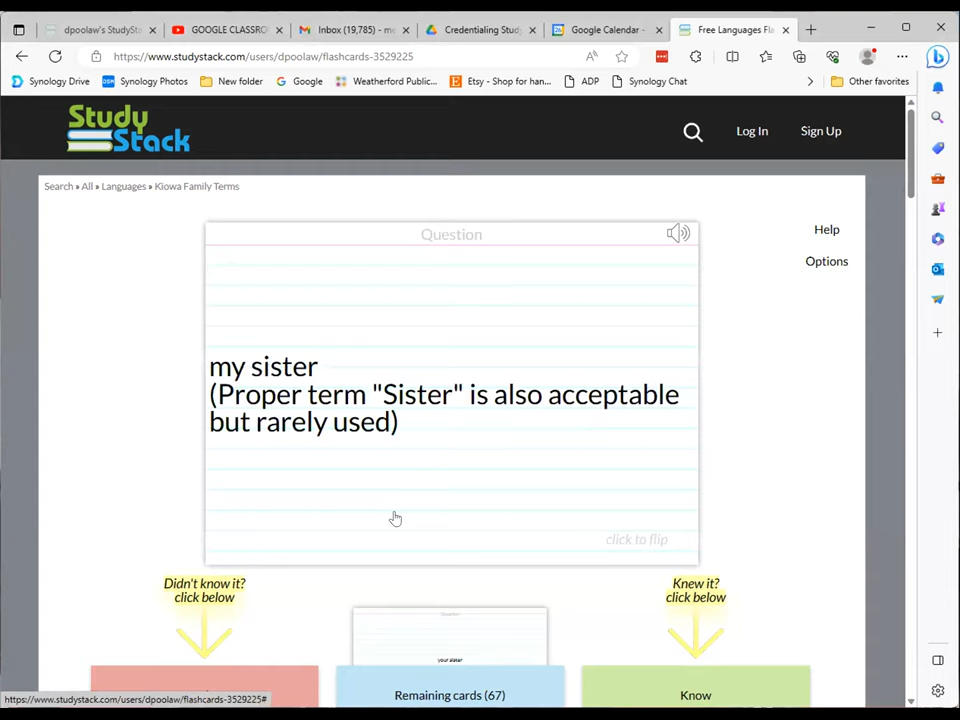 dpoolaw's StudySta
GOOGLE CLASSRO
Inbox (19,785) - m
Credentialing Stud
Google Calendar -
Free Languages Fla
https://www.studystack.com/users/dpoolaw/flashcards-3529225
Synology Drive
Synology Photos
New folder
Google
Weatherford Public...
Etsy - Shop for han...
ADP
Synology Chat
Other favorites
Study
Stack
Log In
Sign Up
Search » All » Languages » Kiowa Family Terms
Question
Help
Options
my sister
(Proper term "Sister" is also acceptable
but rarely used)
click to flip
Didn't know it?
click below
Knew it?
click below
Question
your sister
Remaining cards (67)
Know
https://www.studystack.com/users/dpoolaw/flashcards-3529225#